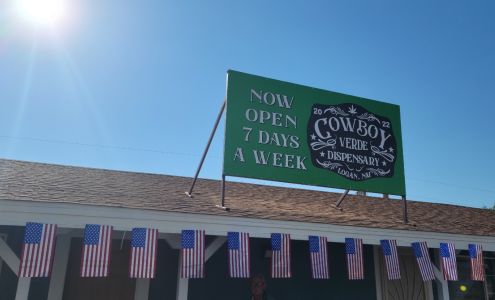 NOW
OPEN
7 DAYS
A WEEK
20 22
COWBOY
VERDE
DISPENSARY
LOGAN, NM